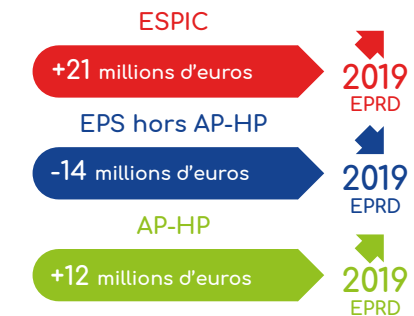 ESPIC
+21 millions d'euros
2019
EPRD
EPS hors AP-HP
-14 millions d'euros
2019
EPRD
AP-HP
+12 millions d'euros
2019
EPRD